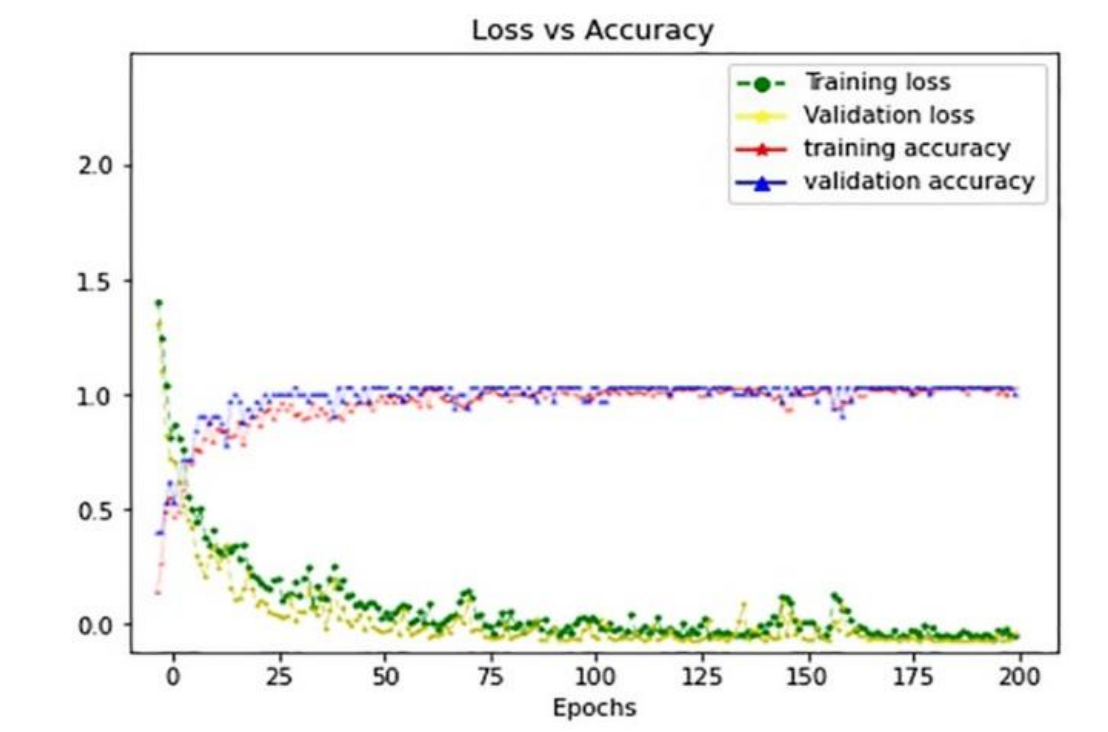 Loss vs Accuracy
Training loss
Validation loss
training accuracy
validation accuracy
2.0
1.5
1.0
0.5
0.0
0 25 50 75 100 125 150 175 200
Epochs